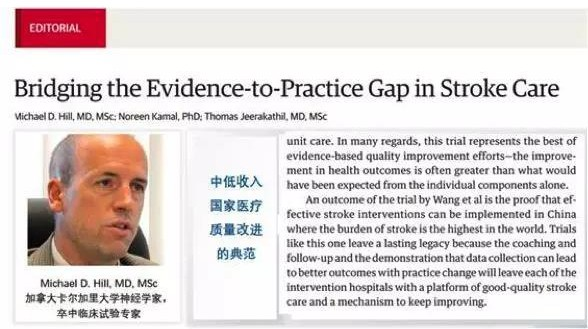 EDITORIAL
Bridging the Evidence-to-Practice Gap in Stroke Care
Michael D. Hill, MD, MSc; Noreen Kamal, PhD; Thomas Jeerakathil, MD, MSc
unit care. In many regards, this trial represents the best of
evidence-based quality improvement efforts—the improve-
ment in health outcomes is often greater than what would
have been expected from the individual components alone.
An outcome of the trial by Wang et al is the proof that ef-
fective stroke interventions can be implemented in China
where the burden of stroke is the highest in the world. Trials
like this one leave a lasting legacy because the coaching and
follow-up and the demonstration that data collection can lead
to better outcomes with practice change will leave each of the
intervention hospitals with a platform of good-quality stroke
care and a mechanism to keep improving.
中低收入
国家医疗
质量改进
的典范
Michael D. Hill, MD, MSc
加拿大卡尔加里大学神经学家，
卒中临床试验专家